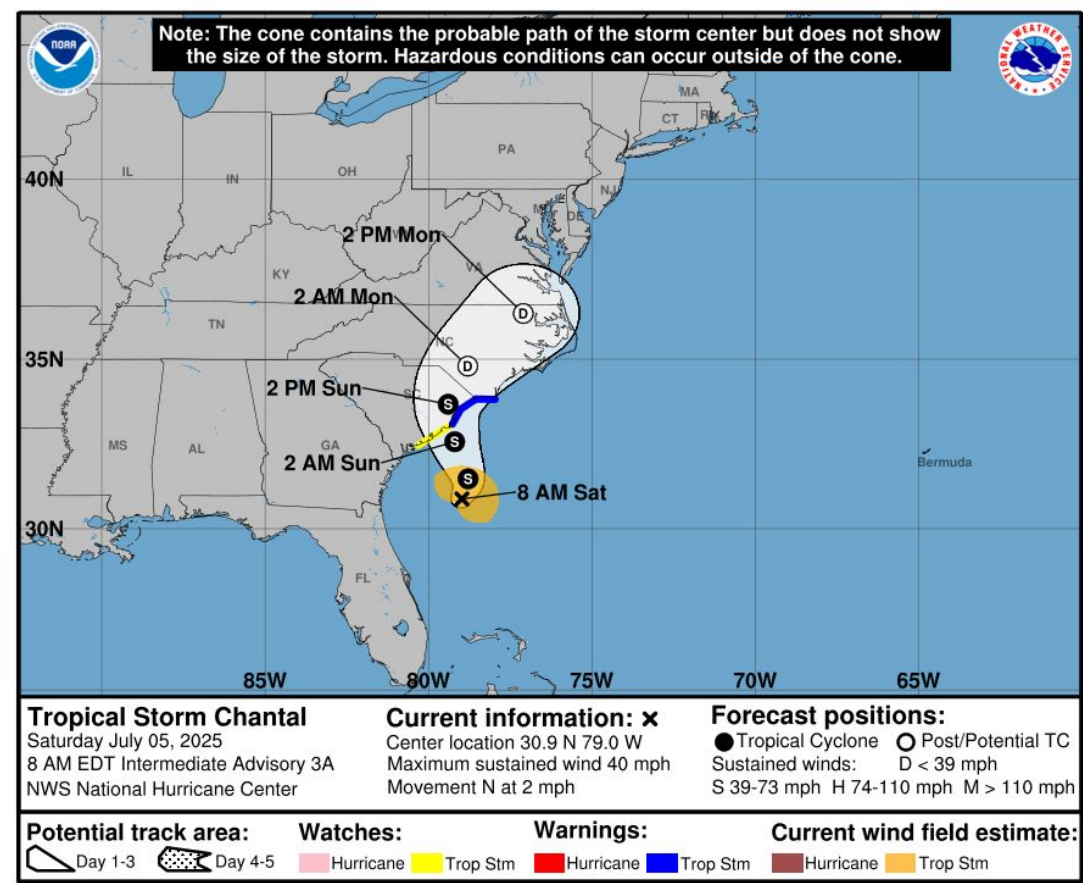 Note: The cone contains the probable path of the storm center but does not show
the size of the storm. Hazardous conditions can occur outside of the cone.
NOAA
NATIONAL WEATHER SERVICE
MA
CT
PA
40N
IL
IN
OH
NJ
DE
2 PM Mon
VA
KY
2 AM Mon
D
TN
NC
35N
D
2 PM Sun
SC
S
MS
AL
GA
S
2 AM Sun
Bermuda
S
8 AM Sat
30N
FL
85W
80W
75W
70W
65W
Tropical Storm Chantal
Saturday July 05, 2025
8 AM EDT Intermediate Advisory 3A
NWS National Hurricane Center
Current information: ×
Center location 30.9 N 79.0 W
Maximum sustained wind 40 mph
Movement N at 2 mph
Forecast positions:
Tropical Cyclone Post/Potential TC
Sustained winds: D < 39 mph
S 39-73 mph H 74-110 mph M > 110 mph
Potential track area:
Day 1-3 Day 4-5
Watches:
Hurricane Trop Stm
Warnings:
Hurricane Trop Stm
Current wind field estimate:
Hurricane Trop Stm